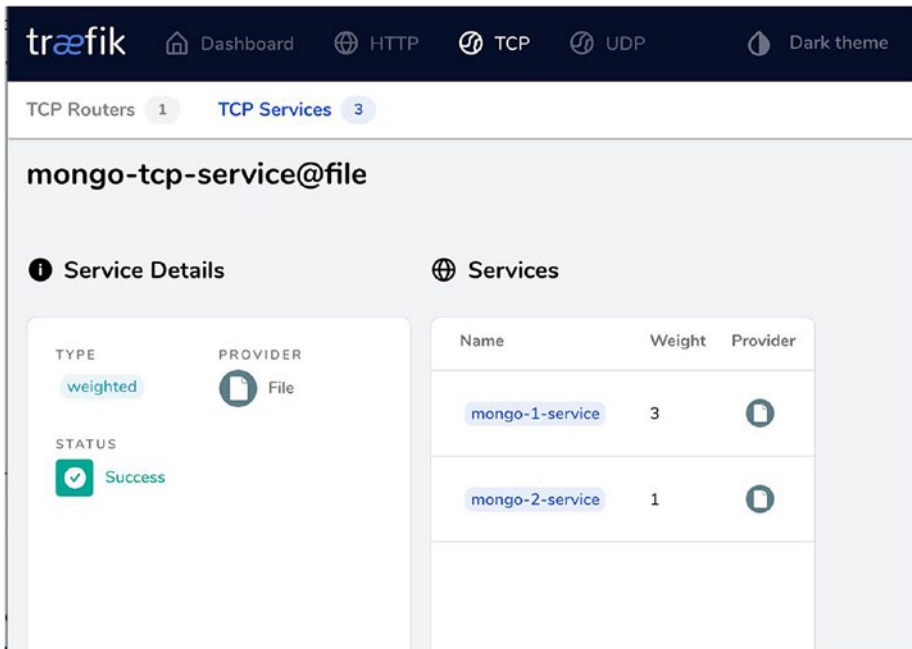 træfik Dashboard HTTP TCP UDP Dark theme
TCP Routers 1 TCP Services 3
mongo-tcp-service@file
Service Details
TYPE PROVIDER
weighted File
STATUS
Success
Services
Name Weight Provider
mongo-1-service 3
mongo-2-service 1